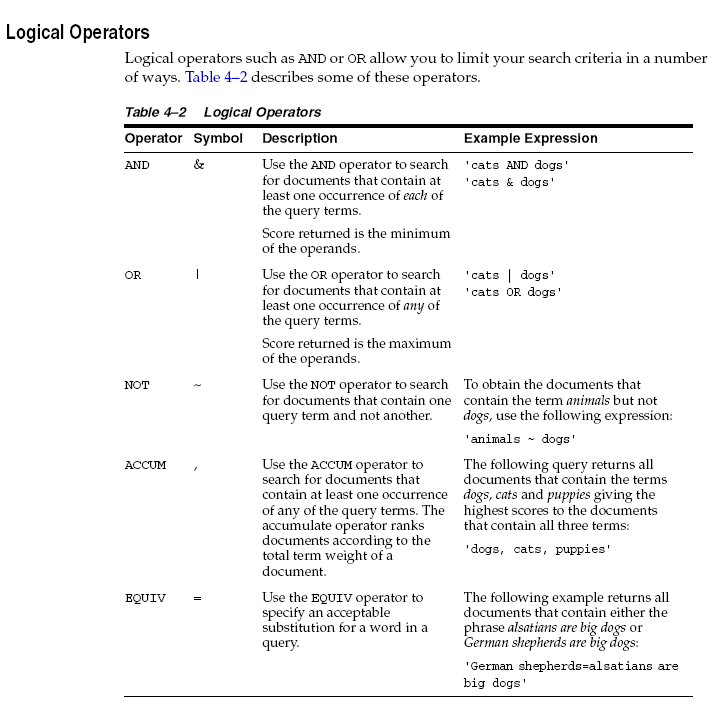 Logical Operators
Logical operators such as AND or OR allow you to limit your search criteria in a number
of ways. Table 4–2 describes some of these operators.
Table 4–2 Logical Operators
Operator Symbol Description Example Expression
AND & Use the AND operator to search 'cats AND dogs'
for documents that contain at 'cats & dogs'
least one occurrence of each of
the query terms.
Score returned is the minimum
of the operands.
OR | Use the OR operator to search 'cats | dogs'
for documents that contain at 'cats OR dogs'
least one occurrence of any of
the query terms.
Score returned is the maximum
of the operands.
NOT ~ Use the NOT operator to search To obtain the documents that
for documents that contain one contain the term animals but not
query term and not another. dogs, use the following expression:
'animals ~ dogs'
ACCUM , Use the ACCUM operator to The following query returns all
search for documents that documents that contain the terms
contain at least one occurrence dogs, cats and puppies giving the
of any of the query terms. The highest scores to the documents
accumulate operator ranks that contain all three terms:
documents according to the 'dogs, cats, puppies'
total term weight of a
document.
EQUIV = Use the EQUIV operator to The following example returns all
specify an acceptable documents that contain either the
substitution for a word in a phrase alsatians are big dogs or
query. German shepherds are big dogs:
'German shepherds=alsatians are
big dogs'